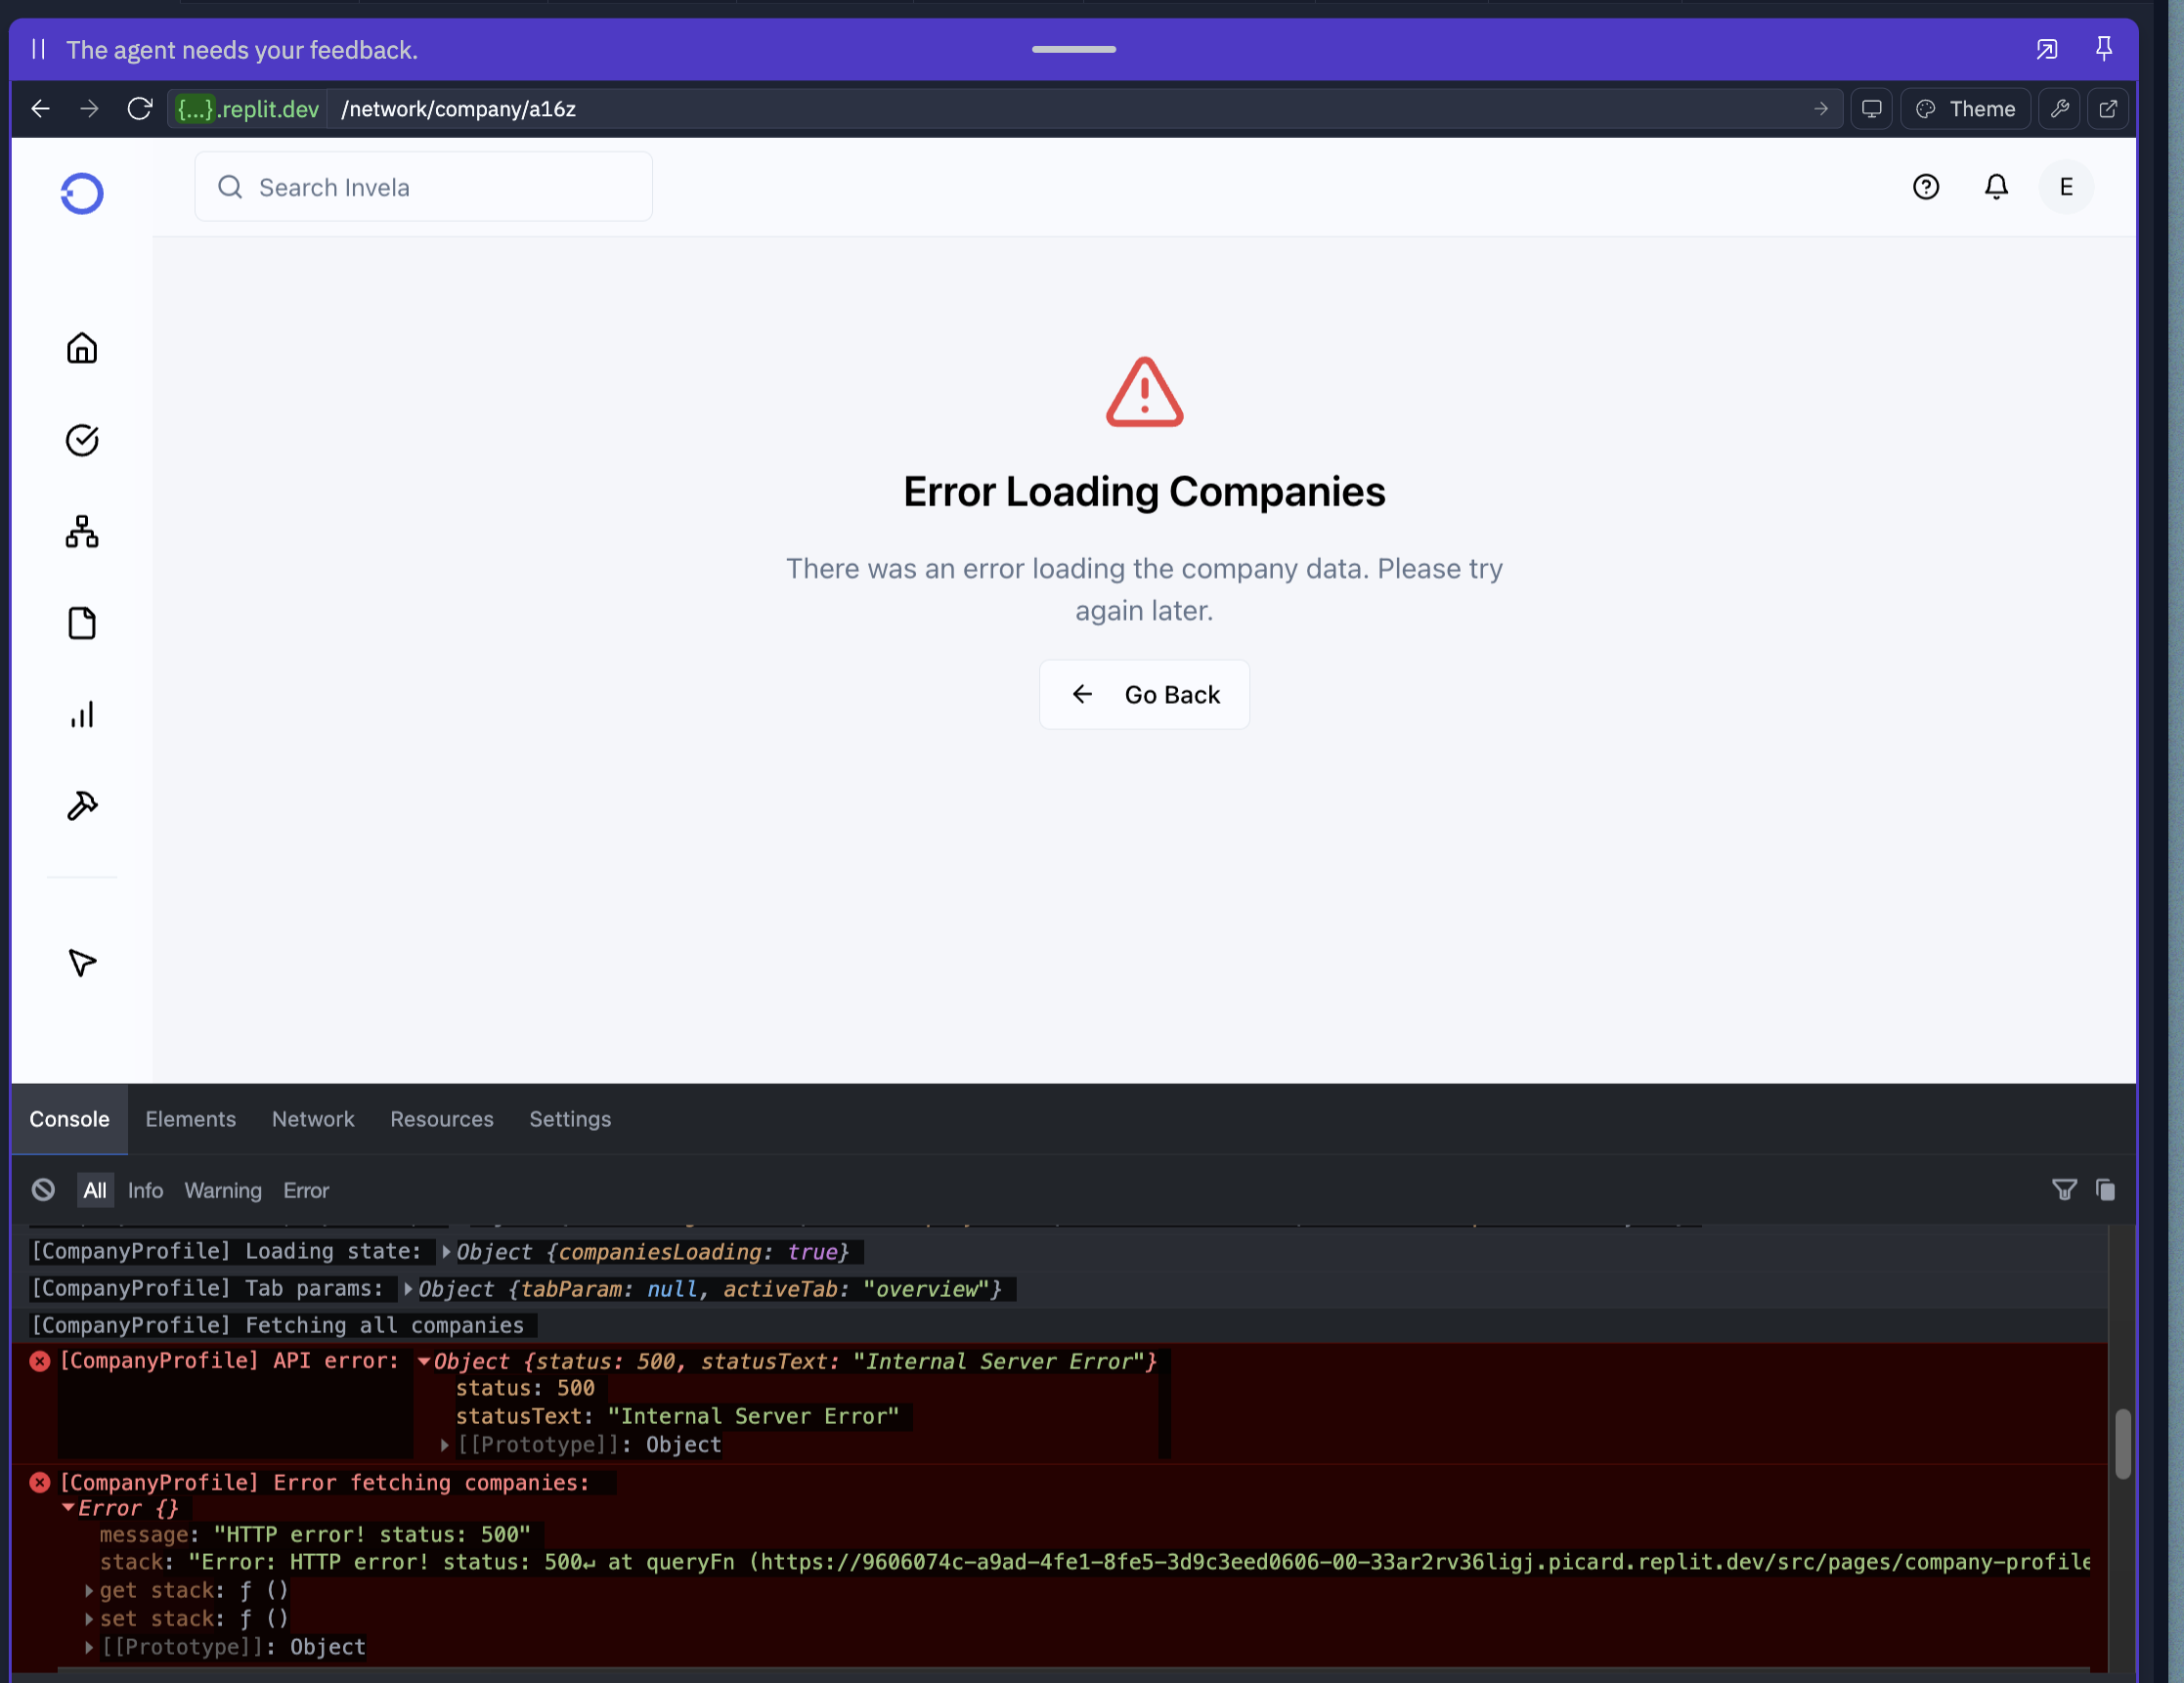 The agent needs your feedback.
{...}.replit.dev /network/company/a16z
Theme
Search Invela
E
Error Loading Companies
There was an error loading the company data. Please try
again later.
Go Back
Console Elements Network Resources Settings
All Info Warning Error
[CompanyProfile] Loading state: Object {companiesLoading: true}
[CompanyProfile] Tab params: Object {tabParam: null, activeTab: "overview"}
[CompanyProfile] Fetching all companies
[CompanyProfile] API error: Object {status: 500, statusText: "Internal Server Error"}
status: 500
statusText: "Internal Server Error"
[[Prototype]]: Object
[CompanyProfile] Error fetching companies:
Error {}
message: "HTTP error! status: 500"
stack: "Error: HTTP error! status: 500↵ at queryFn (https://9606074c-a9ad-4fe1-8fe5-3d9c3eed0606-00-33ar2rv36ligj.picard.replit.dev/src/pages/company-profile
get stack: ƒ ()
set stack: ƒ ()
[[Prototype]]: Object